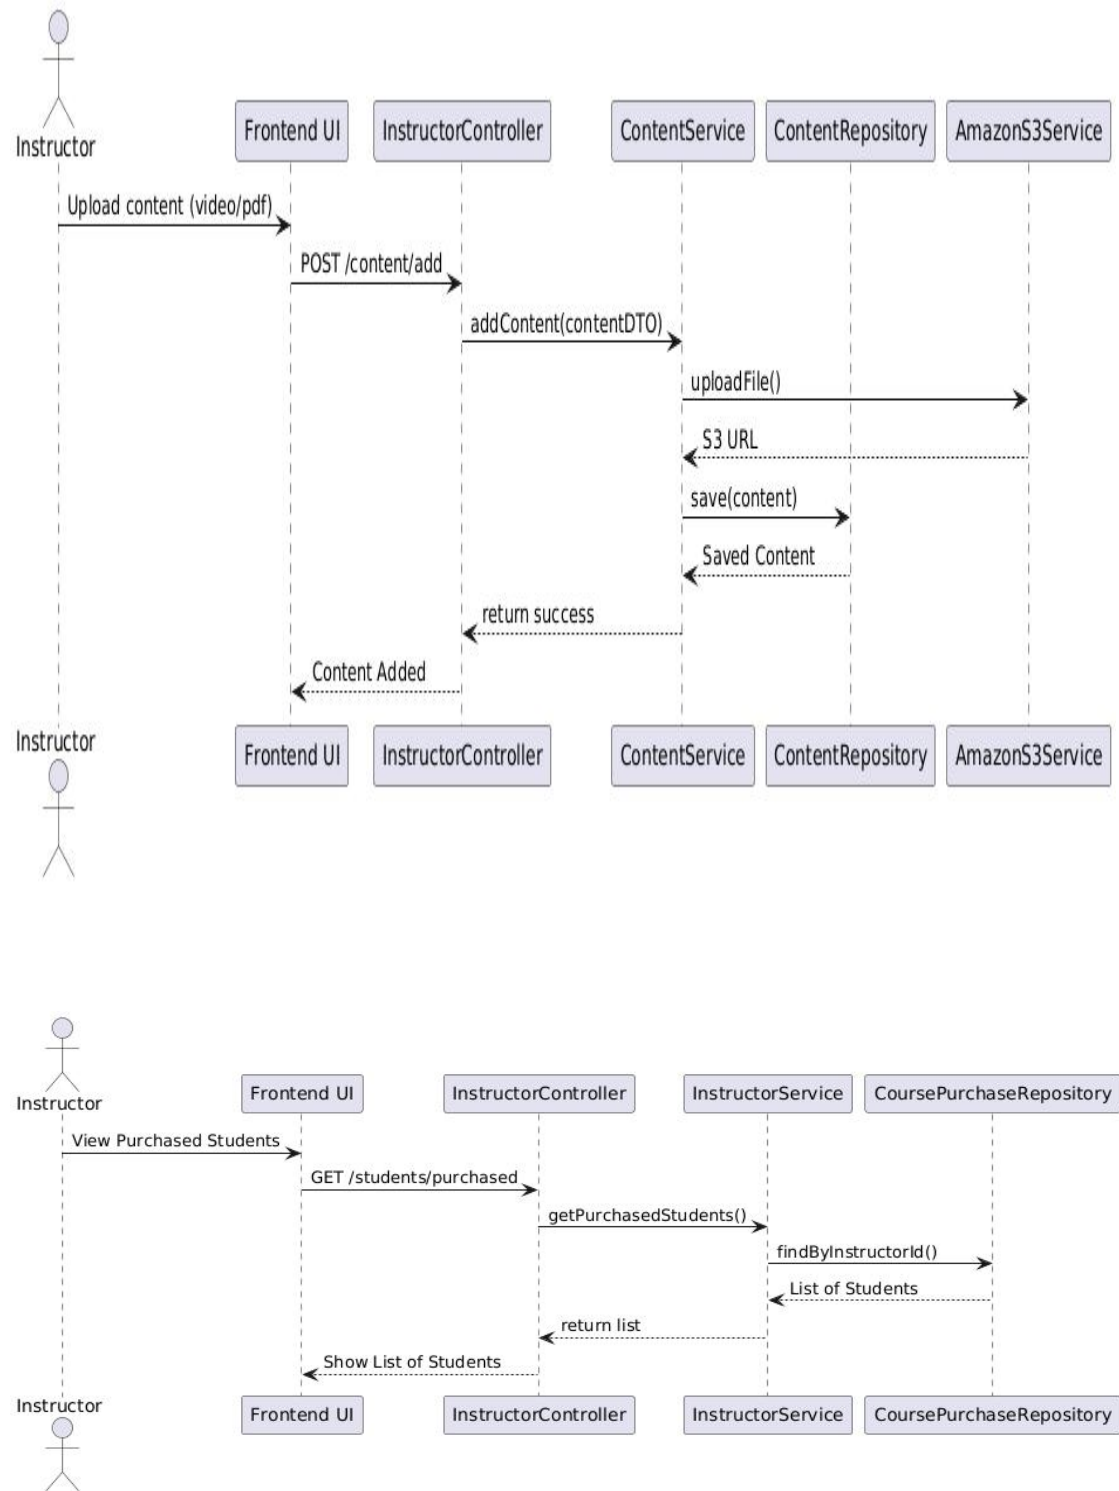 Instructor
Frontend UI
InstructorController
ContentService
ContentRepository
AmazonS3Service
Upload content (video/pdf)
POST /content/add
addContent(contentDTO)
uploadFile()
S3 URL
save(content)
Saved Content
return success
Content Added
Instructor
Frontend UI
InstructorController
ContentService
ContentRepository
AmazonS3Service
Instructor
Frontend UI
InstructorController
InstructorService
CoursePurchaseRepository
View Purchased Students
GET /students/purchased
getPurchasedStudents()
findByInstructorId()
List of Students
return list
Show List of Students
Instructor
Frontend UI
InstructorController
InstructorService
CoursePurchaseRepository